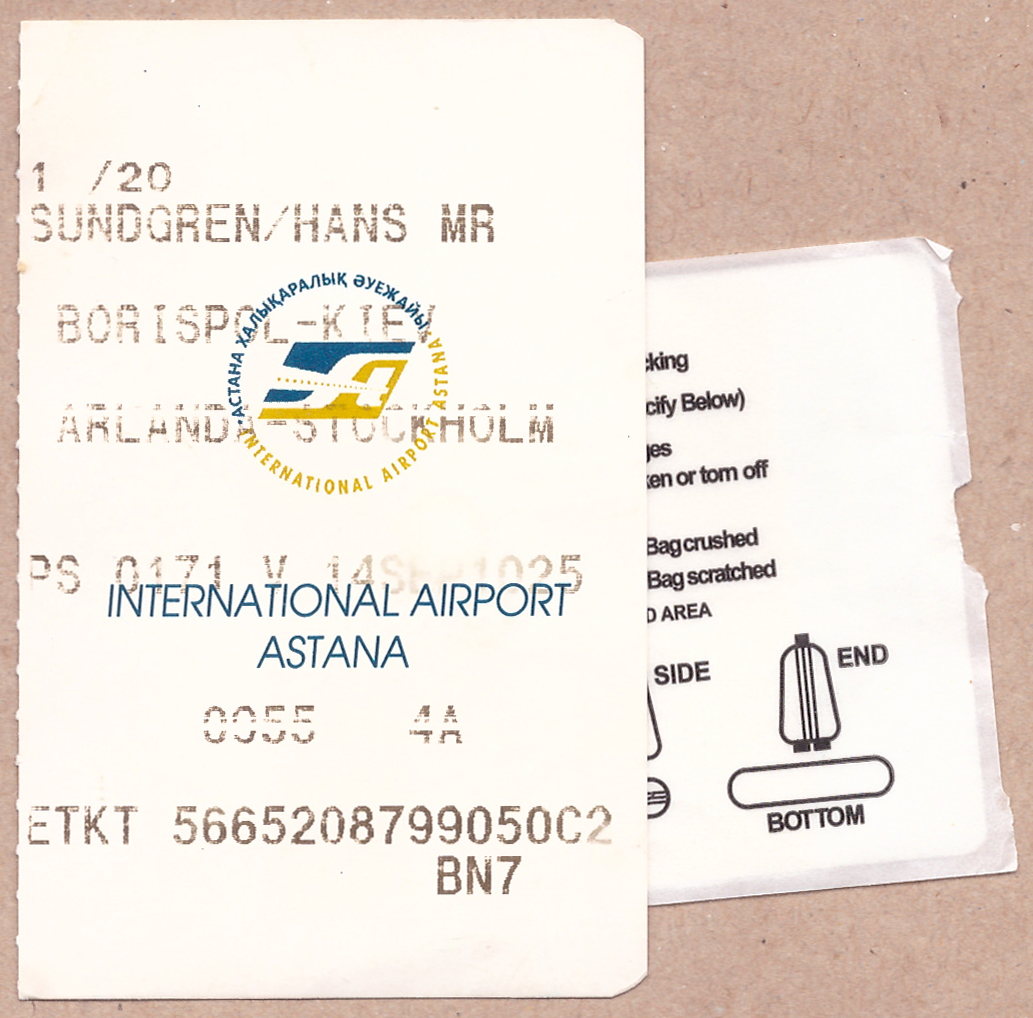 1 /20
SUNDGREN/HANS MR
BORISPOL-KIEV
АСТАНА ХАЛЫҚАРАЛЫҚ ӘУЕЖАЙЫ
ARLANDA-STOCKHOLM
INTERNATIONAL AIRPORT ASTANA
PS 0171 V 14SEP1025
INTERNATIONAL AIRPORT
ASTANA
0055 4A
ETKT 5665208799050C2
BN7
cking
cify Below)
ges
ken or torn off
Bag crushed
Bag scratched
D AREA
SIDE
END
BOTTOM